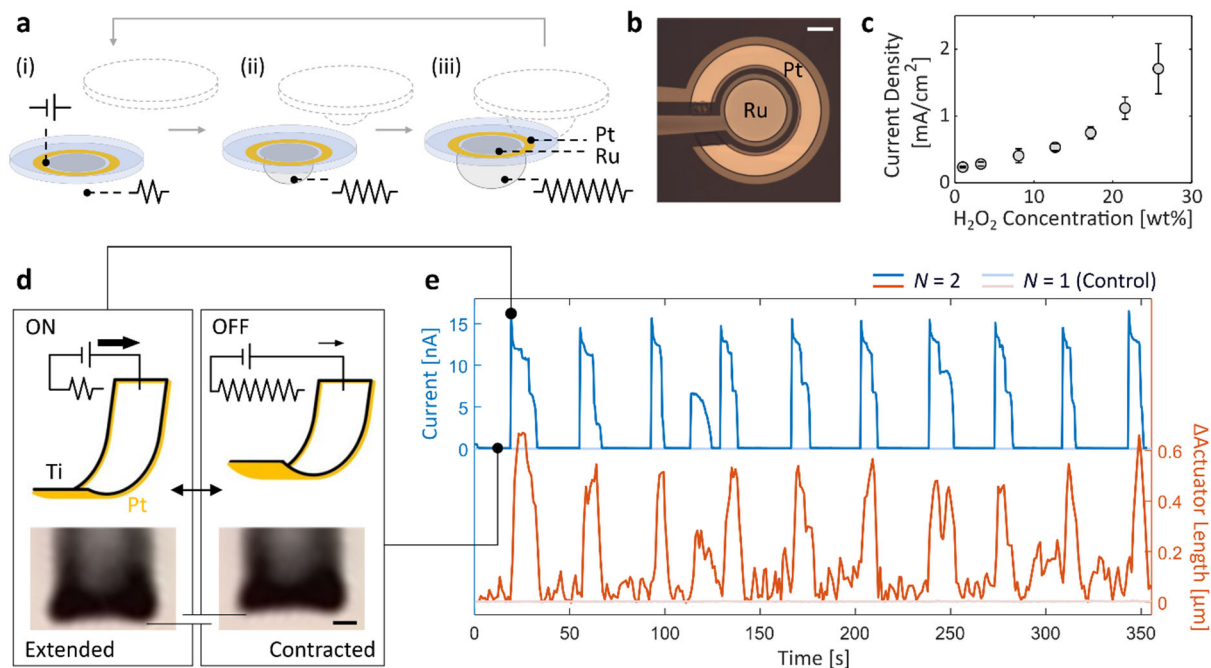 a
(i)
(ii)
(iii)
Pt
Ru
b
Pt
Ru
c
Current Density
[mA/cm²]
2
1
0
0
10
20
30
H₂O₂ Concentration [wt%]
d
ON
OFF
Ti
Pt
Extended
Contracted
e
N = 2
N = 1 (Control)
Current [nA]
15
10
5
0
ΔActuator Length [µm]
0.6
0.4
0.2
0
0
50
100
150
200
250
300
350
Time [s]